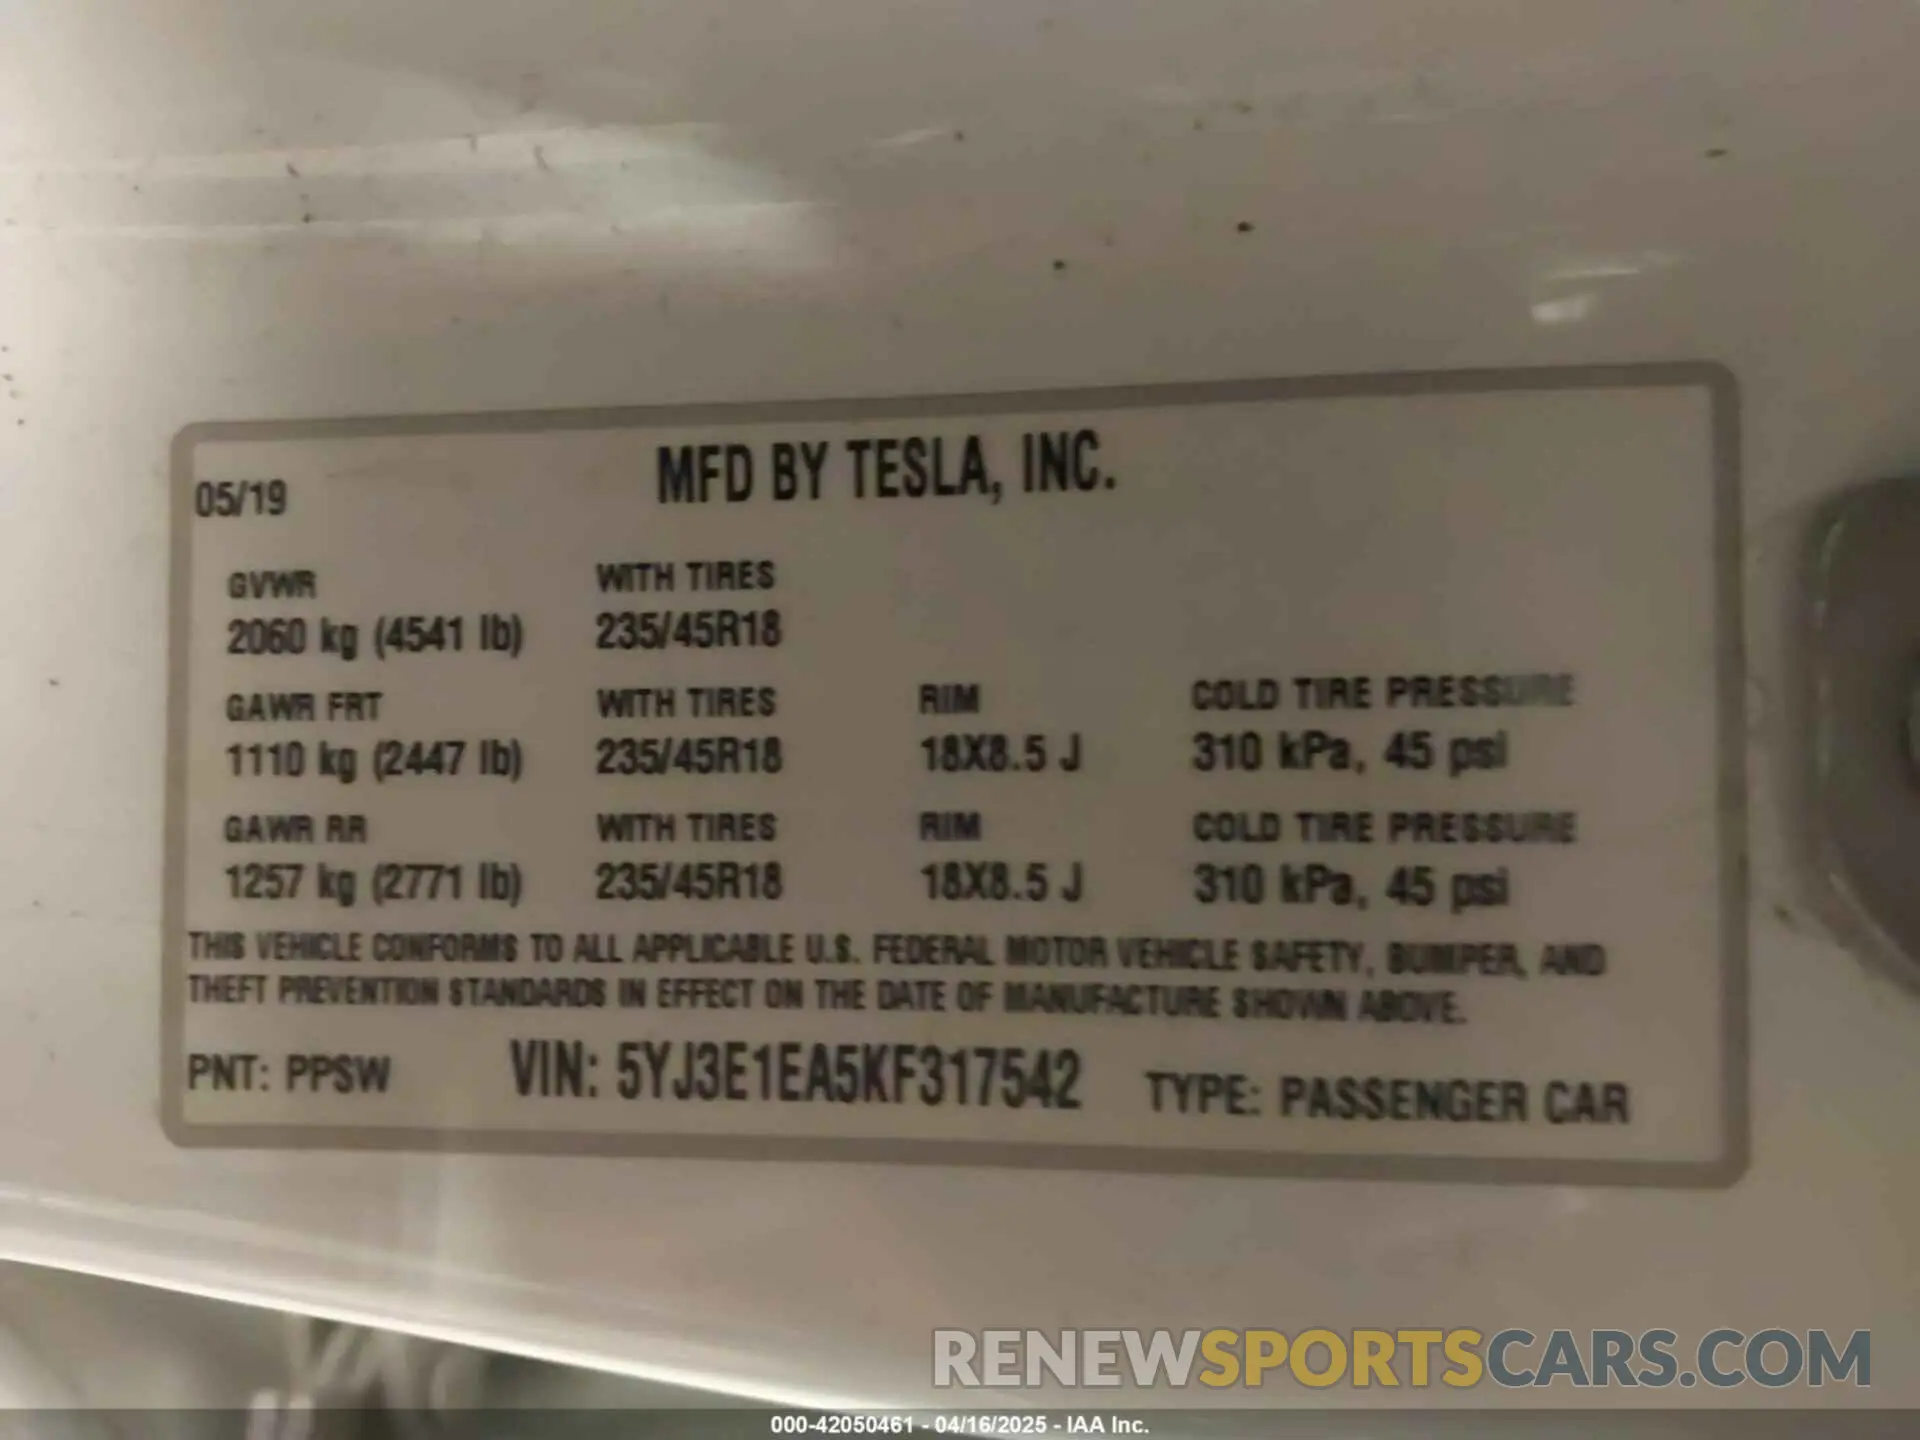 MFD BY TESLA, INC.
05/19
GVWR WITH TIRES
2060 kg (4541 lb) 235/45R18
GAWR FRT WITH TIRES RIM COLD TIRE PRESSURE
1110 kg (2447 lb) 235/45R18 18X8.5 J 310 kPa, 45 psi
GAWR RR WITH TIRES RIM COLD TIRE PRESSURE
1257 kg (2771 lb) 235/45R18 18X8.5 J 310 kPa, 45 psi
THIS VEHICLE CONFORMS TO ALL APPLICABLE U.S. FEDERAL MOTOR VEHICLE SAFETY, BUMPER, AND
THEFT PREVENTION STANDARDS IN EFFECT ON THE DATE OF MANUFACTURE SHOWN ABOVE.
PNT: PPSW VIN: 5YJ3E1EA5KF317542 TYPE: PASSENGER CAR
RENEWSPORTSCARS.COM
000-42050461 - 04/16/2025 - IAA Inc.